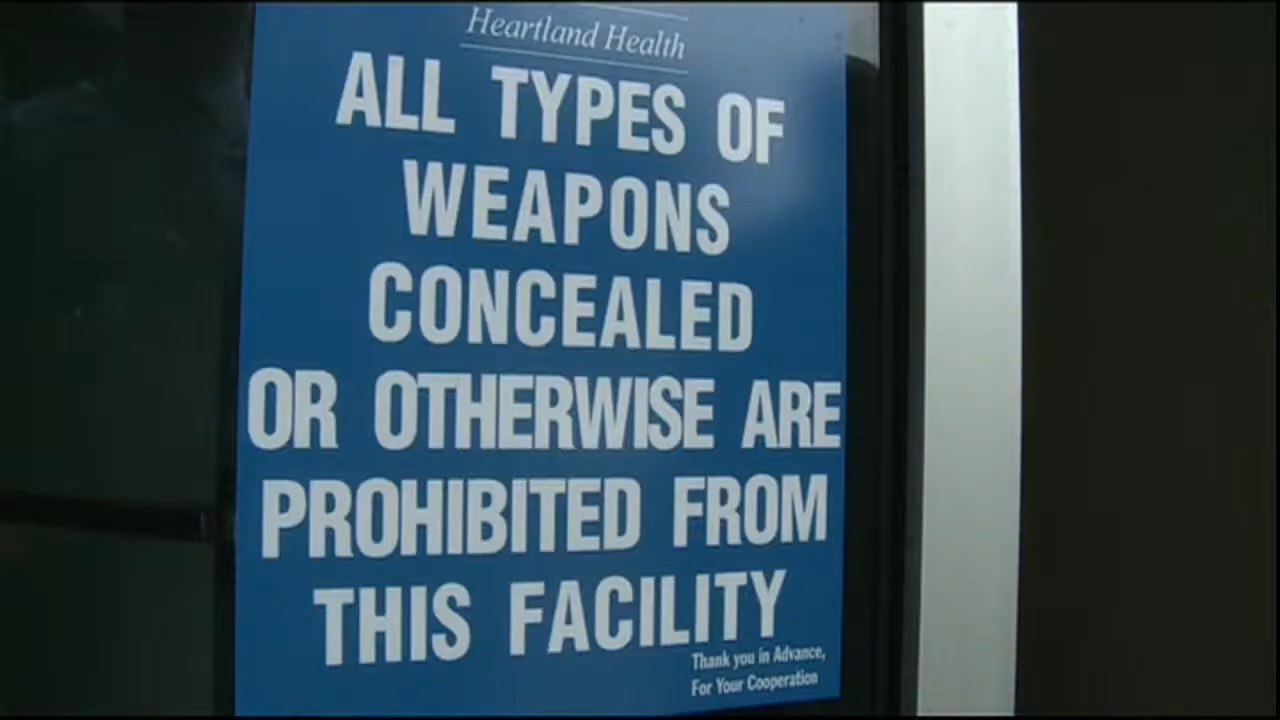 Heartland Health
ALL TYPES OF
WEAPONS
CONCEALED
OR OTHERWISE ARE
PROHIBITED FROM
THIS FACILITY
Thank you in Advance,
For Your Cooperation